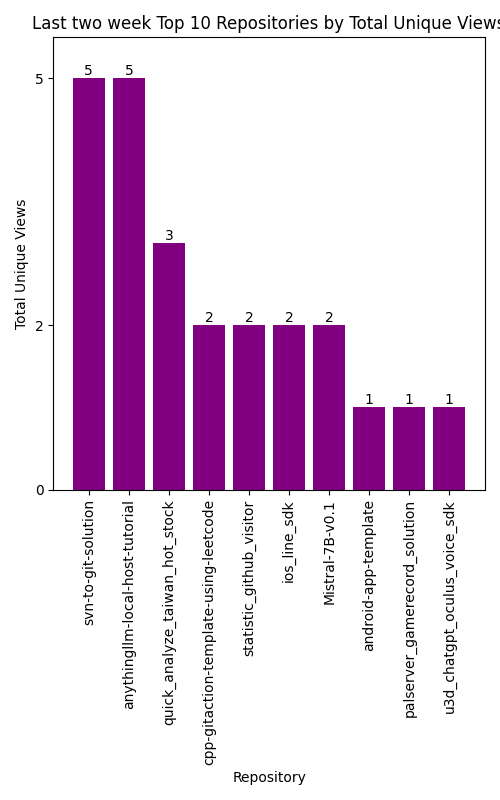 Last two week Top 10 Repositories by Total Unique Views
Total Unique Views
5
2
0
5
5
3
2
2
2
2
1
1
1
svn-to-git-solution
anythingllm-local-host-tutorial
quick_analyze_taiwan_hot_stock
cpp-gitaction-template-using-leetcode
statistic_github_visitor
ios_line_sdk
Mistral-7B-v0.1
android-app-template
palserver_gamerecord_solution
u3d_chatgpt_oculus_voice_sdk
Repository